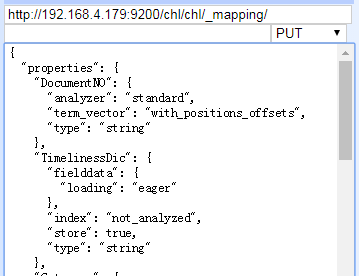 http://192.168.4.179:9200/chl/chl/_mapping/
PUT ▼
{
  "properties": {
    "DocumentNO": {
      "analyzer": "standard",
      "term_vector": "with_positions_offsets",
      "type": "string"
    },
    "TimelinessDic": {
      "fielddata": {
        "loading": "eager"
      },
      "index": "not_analyzed",
      "store": true,
      "type": "string"
    },